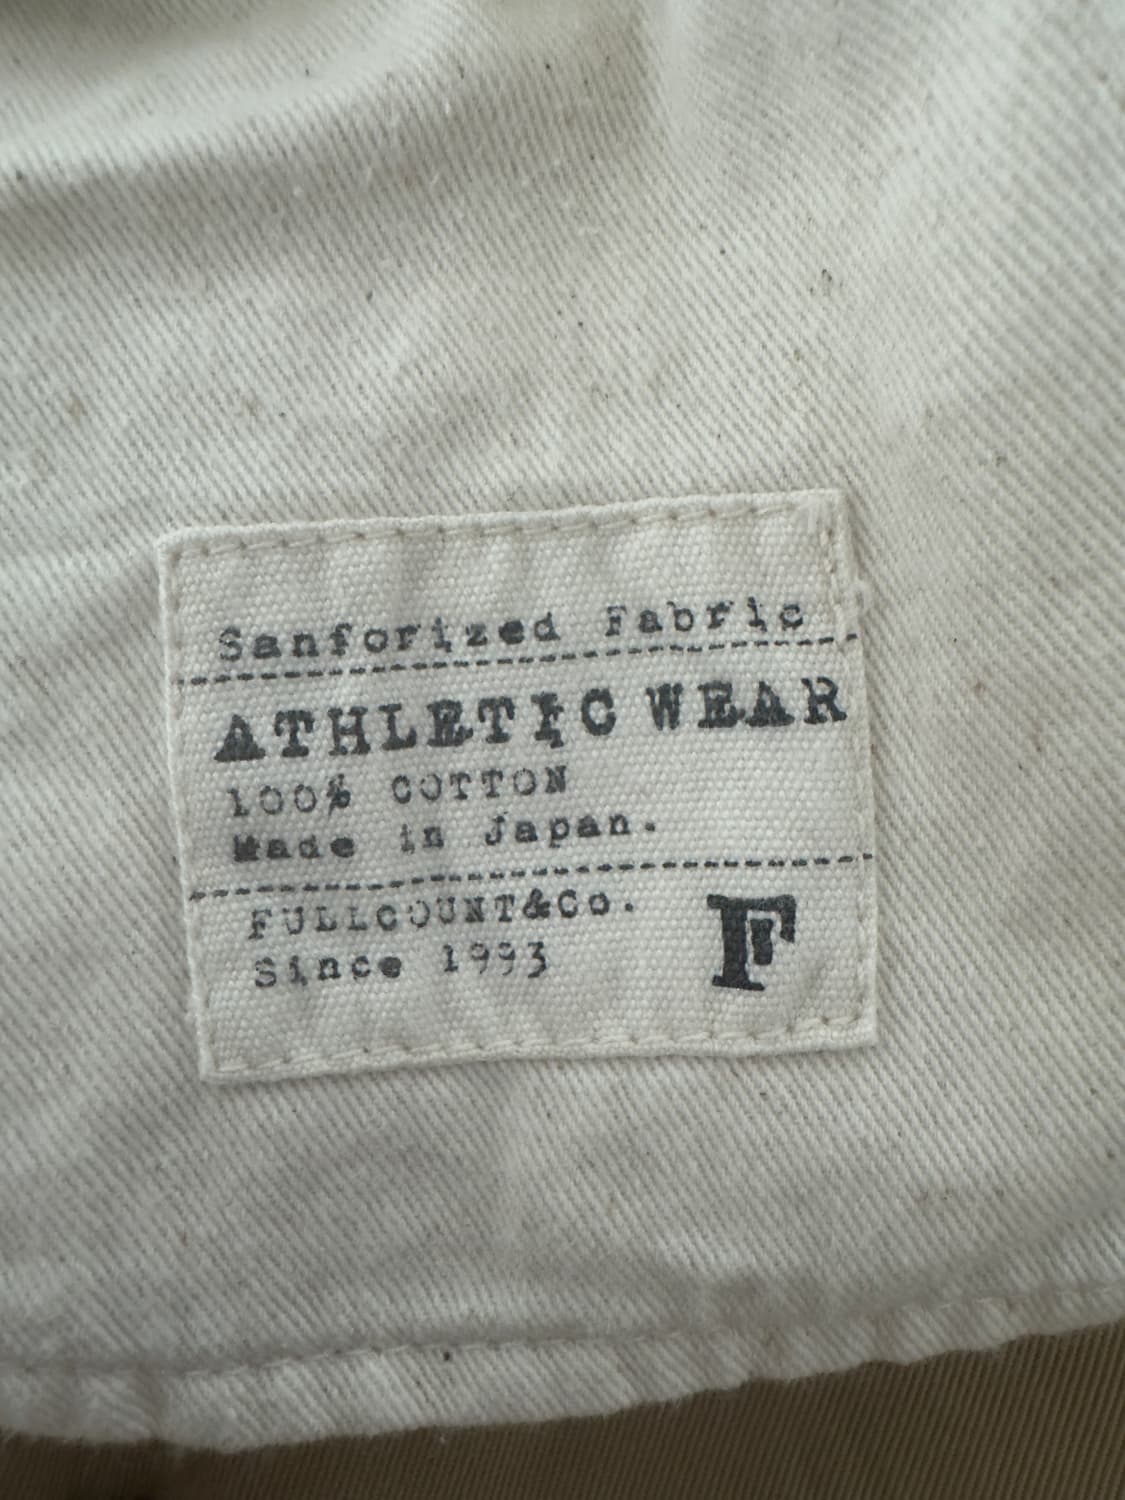 Sanforized Fabric
ATHLETIC WEAR
100% COTTON
Made in Japan.
FULLCOUNT&Co.
Since 1993
F